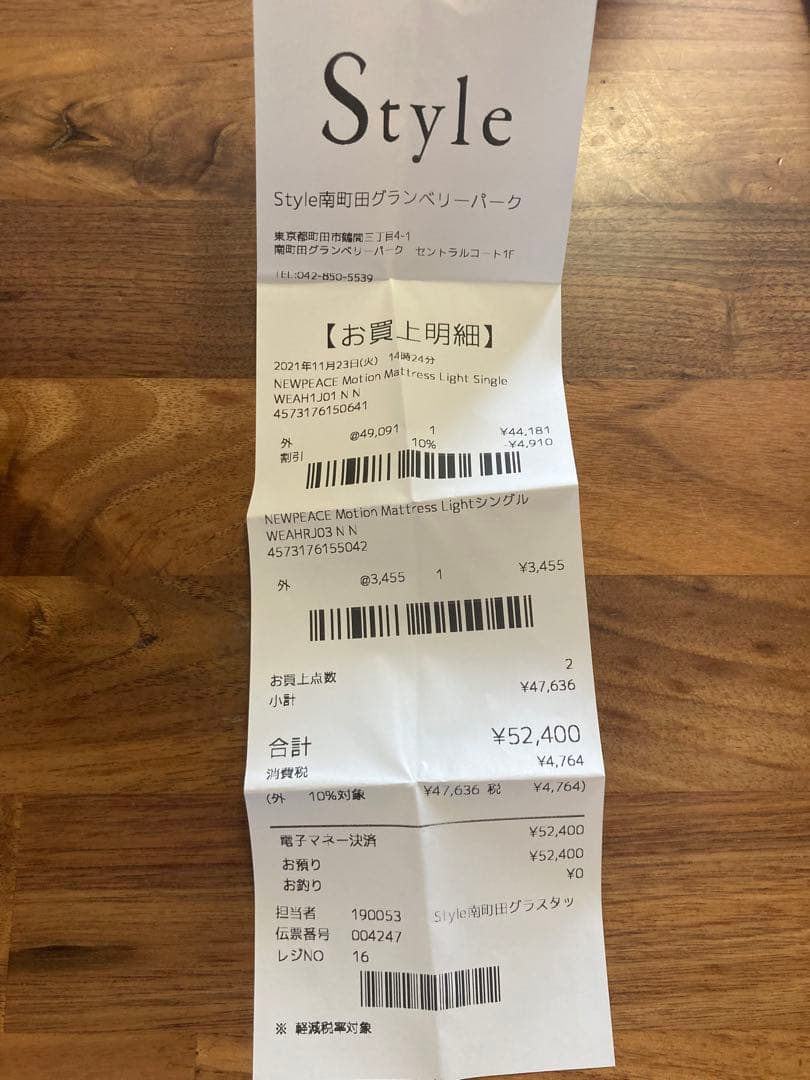 Style
Style南町田グランベリーパーク
東京都町田市鶴間三丁目4-1
南町田グランベリーパーク セントラルコート1F
TEL:042-850-5539
【お買上明細】
2021年11月23日(火) 14時24分
NEWPEACE Motion Mattress Light Single
WEAH1J01 N N
4573176150641
外 @49,091 1 ¥44,181
割引 10% -¥4,910
NEWPEACE Motion Mattress Lightシングル
WEAHRJ03 N N
4573176155042
外 @3,455 1 ¥3,455
お買上点数 2
小計 ¥47,636
合計 ¥52,400
消費税 ¥4,764
(外 10%対象 ¥47,636 税 ¥4,764)
電子マネー決済 ¥52,400
お預り ¥52,400
お釣り ¥0
担当者 190053 Style南町田グラスタッ
伝票番号 004247
レジNO 16
※ 軽減税率対象